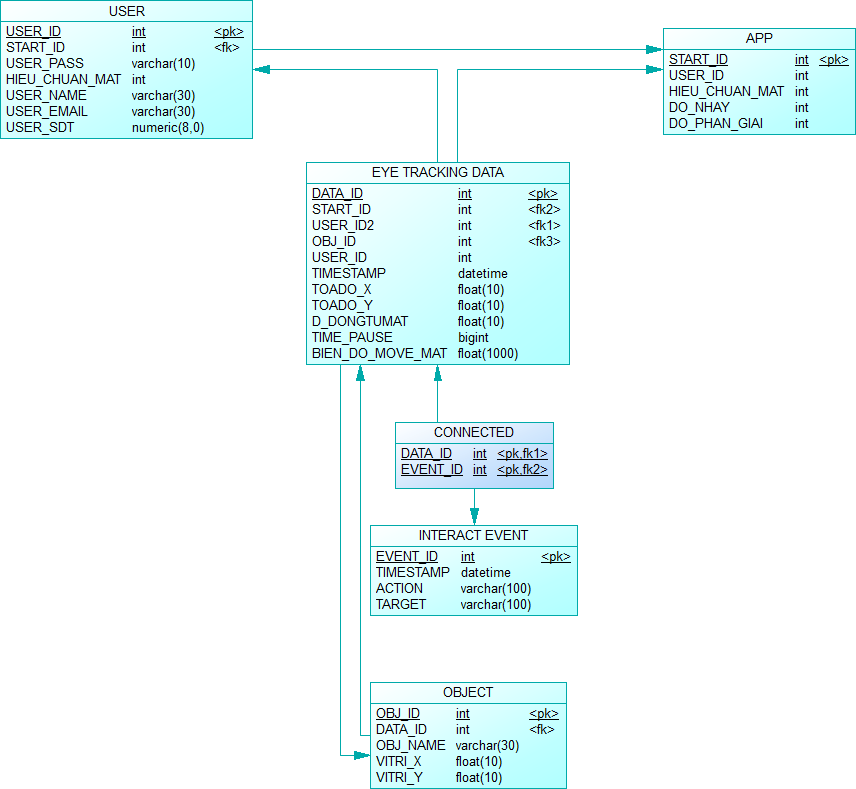 USER
USER_ID int <pk>
START_ID int <fk>
USER_PASS varchar(10)
HIEU_CHUAN_MAT int
USER_NAME varchar(30)
USER_EMAIL varchar(30)
USER_SDT numeric(8,0)
APP
START_ID int <pk>
USER_ID int
HIEU_CHUAN_MAT int
DO_NHAY int
DO_PHAN_GIAI int
EYE TRACKING DATA
DATA_ID int <pk>
START_ID int <fk2>
USER_ID2 int <fk1>
OBJ_ID int <fk3>
USER_ID int
TIMESTAMP datetime
TOADO_X float(10)
TOADO_Y float(10)
D_DONGTUMAT float(10)
TIME_PAUSE bigint
BIEN_DO_MOVE_MAT float(1000)
CONNECTED
DATA_ID int <pk,fk1>
EVENT_ID int <pk,fk2>
INTERACT EVENT
EVENT_ID int <pk>
TIMESTAMP datetime
ACTION varchar(100)
TARGET varchar(100)
OBJECT
OBJ_ID int <pk>
DATA_ID int <fk>
OBJ_NAME varchar(30)
VITRI_X float(10)
VITRI_Y float(10)